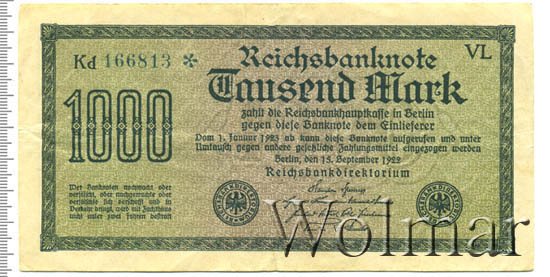 Kd 166813 *
VL
Reichsbanknote
Tausend Mark
1000
zahlt die Reichsbankhauptkasse in Berlin
gegen diese Banknote dem Einlieferer
Vom 1. Januar 1923 ab kann diese Banknote aufgerufen und unter
Umtausch gegen andere gesetzliche Zahlungsmittel eingezogen werden
Berlin, den 15. September 1922
Reichsbankdirektorium
Wer Banknoten nachmacht oder
verfälscht, oder nachgemachte oder
verfälschte sich verschafft und in
Verkehr bringt, wird mit Zuchthaus
nicht unter zwei Jahren bestraft
Wolmar